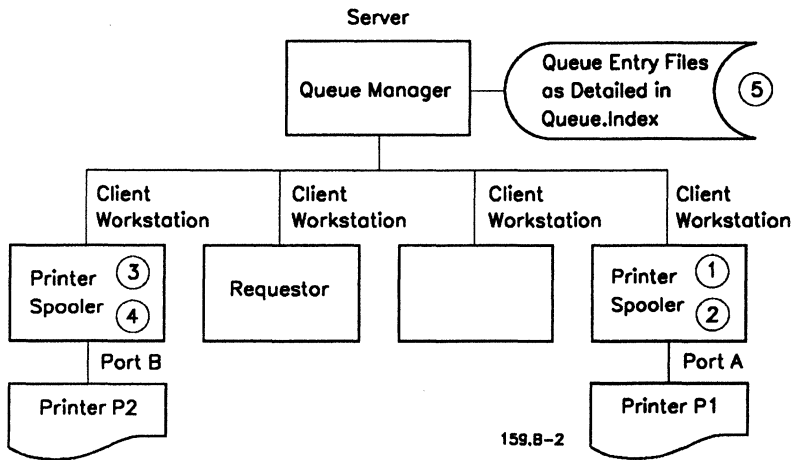 Server
Queue Manager
Queue Entry Files
as Detailed in
Queue.Index
5
Client
Workstation
Client
Workstation
Client
Workstation
Client
Workstation
Printer
Spooler
3
4
Requestor
Printer
Spooler
1
2
Port B
Port A
Printer P2
Printer P1
159.B-2